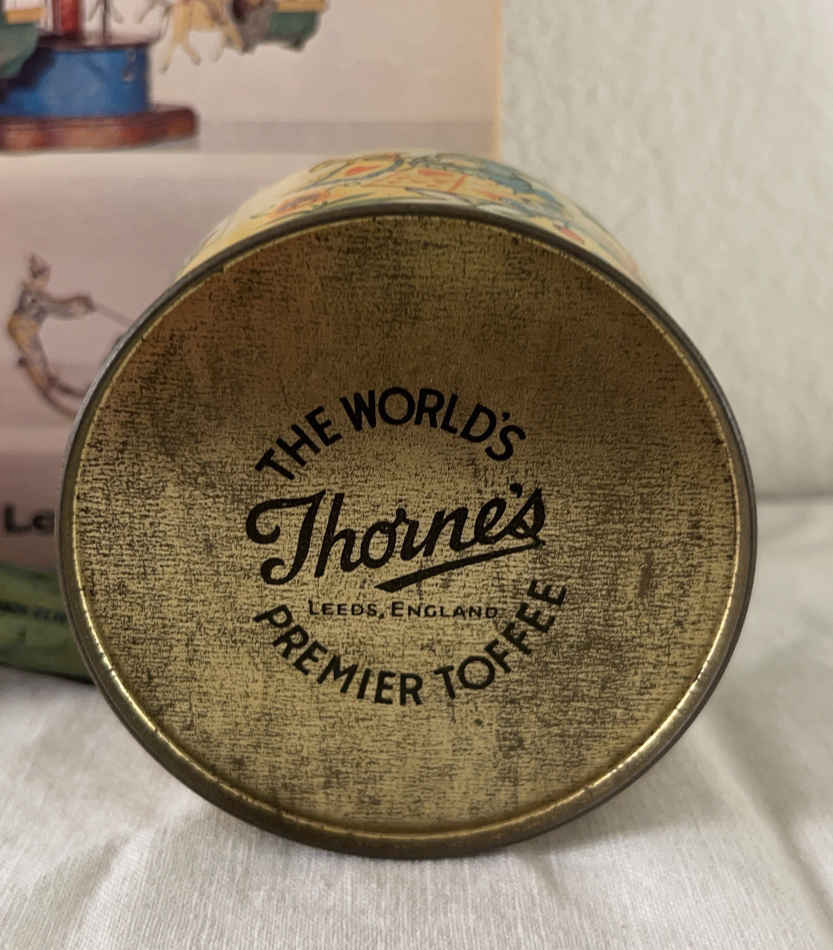 THE WORLD'S
Thorne's
LEEDS, ENGLAND
PREMIER TOFFEE